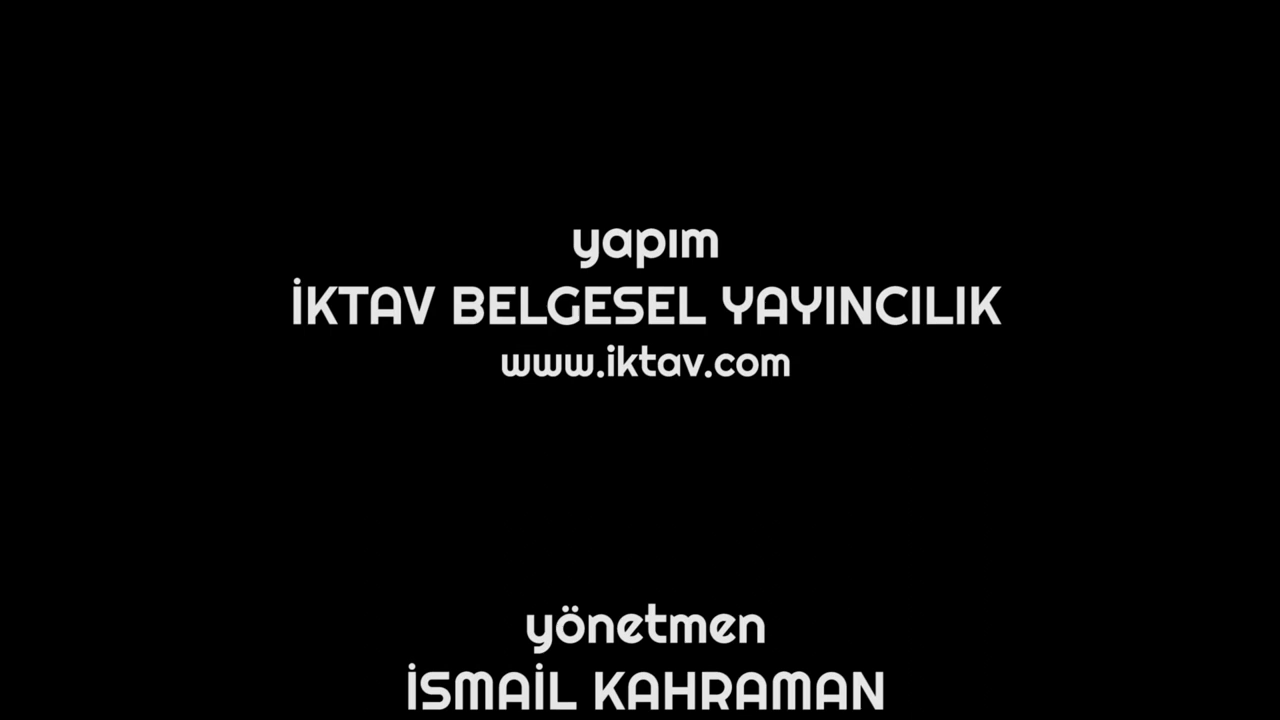 yapım
İKTAV BELGESEL YAYINCILIK
www.iktav.com
yönetmen
İSMAİL KAHRAMAN